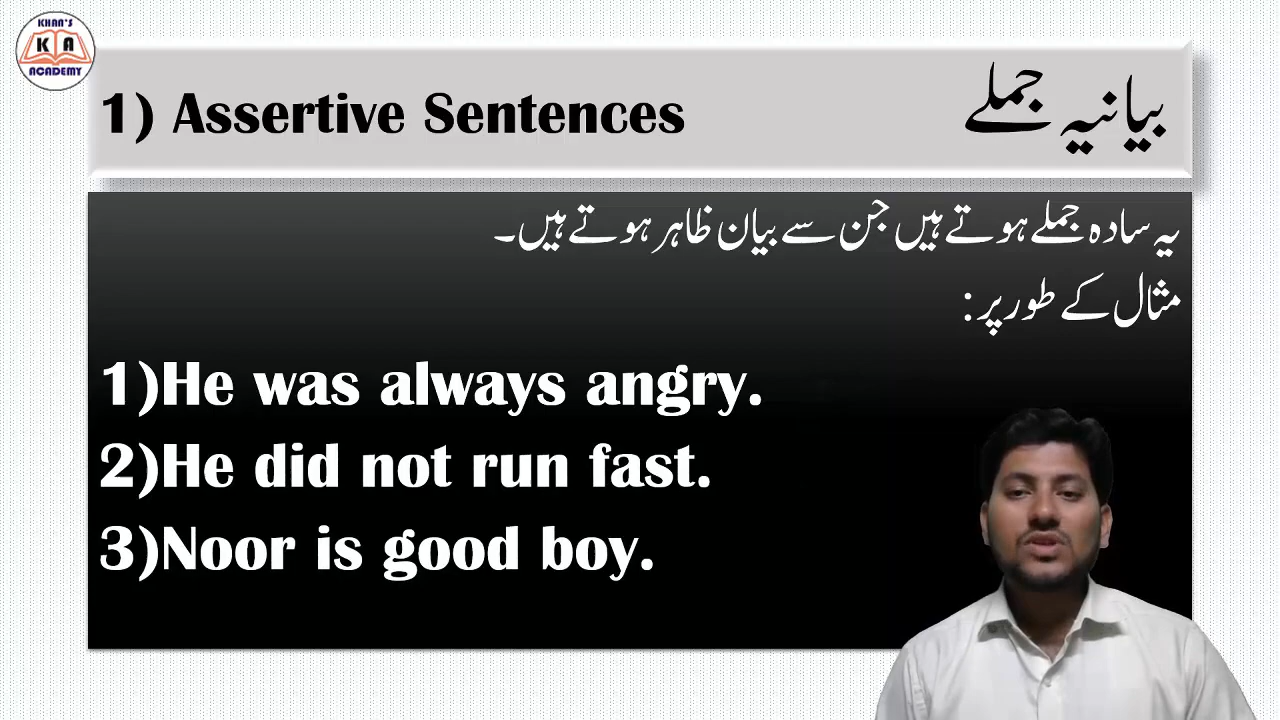 KHAN'S
K A
ACADEMY
1) Assertive Sentences
بیانیہ جملے
یہ سادہ جملے ہوتے ہیں جن سے بیان ظاہر ہوتے ہیں۔
مثال کے طور پر :
1)He was always angry.
2)He did not run fast.
3)Noor is good boy.